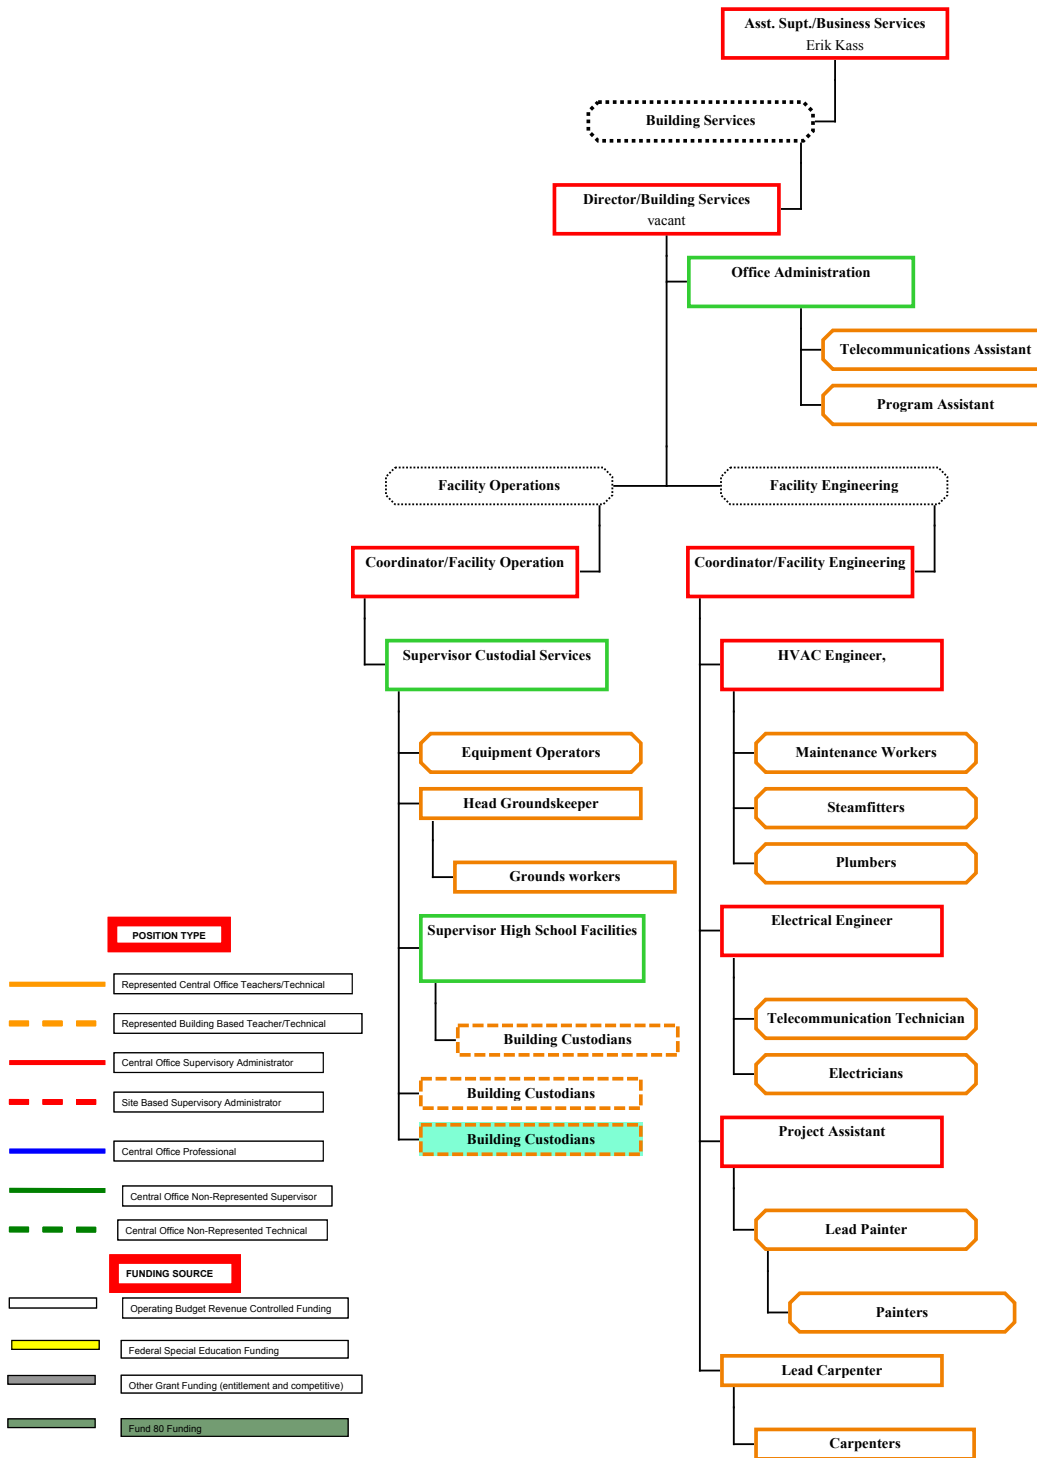 Asst. Supt./Business Services
Erik Kass
Building Services
Director/Building Services
vacant
Office Administration
Telecommunications Assistant
Program Assistant
Facility Operations
Facility Engineering
Coordinator/Facility Operation
Coordinator/Facility Engineering
Supervisor Custodial Services
HVAC Engineer,
Equipment Operators
Maintenance Workers
Head Groundskeeper
Steamfitters
Grounds workers
Plumbers
Supervisor High School Facilities
Electrical Engineer
Building Custodians
Telecommunication Technician
Building Custodians
Electricians
Building Custodians
Project Assistant
Lead Painter
Painters
Lead Carpenter
Carpenters
POSITION TYPE
Represented Central Office Teachers/Technical
Represented Building Based Teacher/Technical
Central Office Supervisory Administrator
Site Based Supervisory Administrator
Central Office Professional
Central Office Non-Represented Supervisor
Central Office Non-Represented Technical
FUNDING SOURCE
Operating Budget Revenue Controlled Funding
Federal Special Education Funding
Other Grant Funding (entitlement and competitive)
Fund 80 Funding